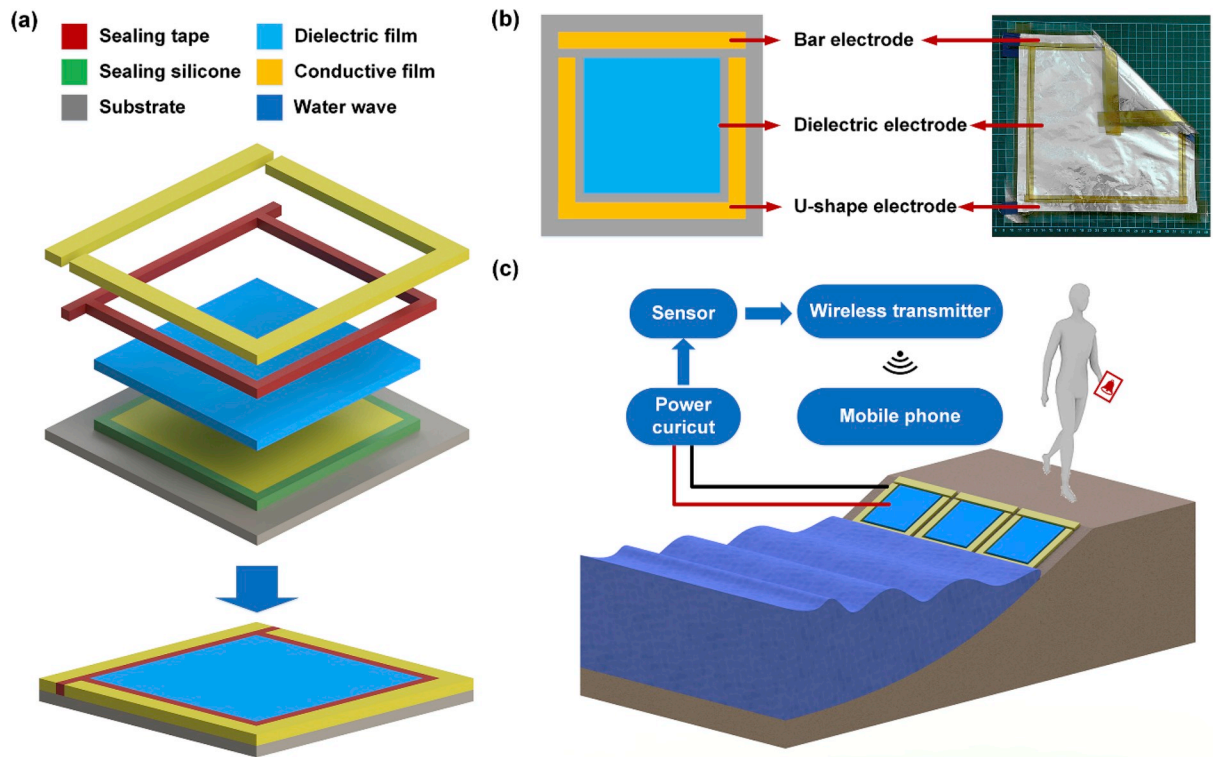 (a)
Sealing tape
Dielectric film
Sealing silicone
Conductive film
Substrate
Water wave
(b)
Bar electrode
Dielectric electrode
U-shape electrode
(c)
Sensor
Wireless transmitter
Power
curicut
Mobile phone